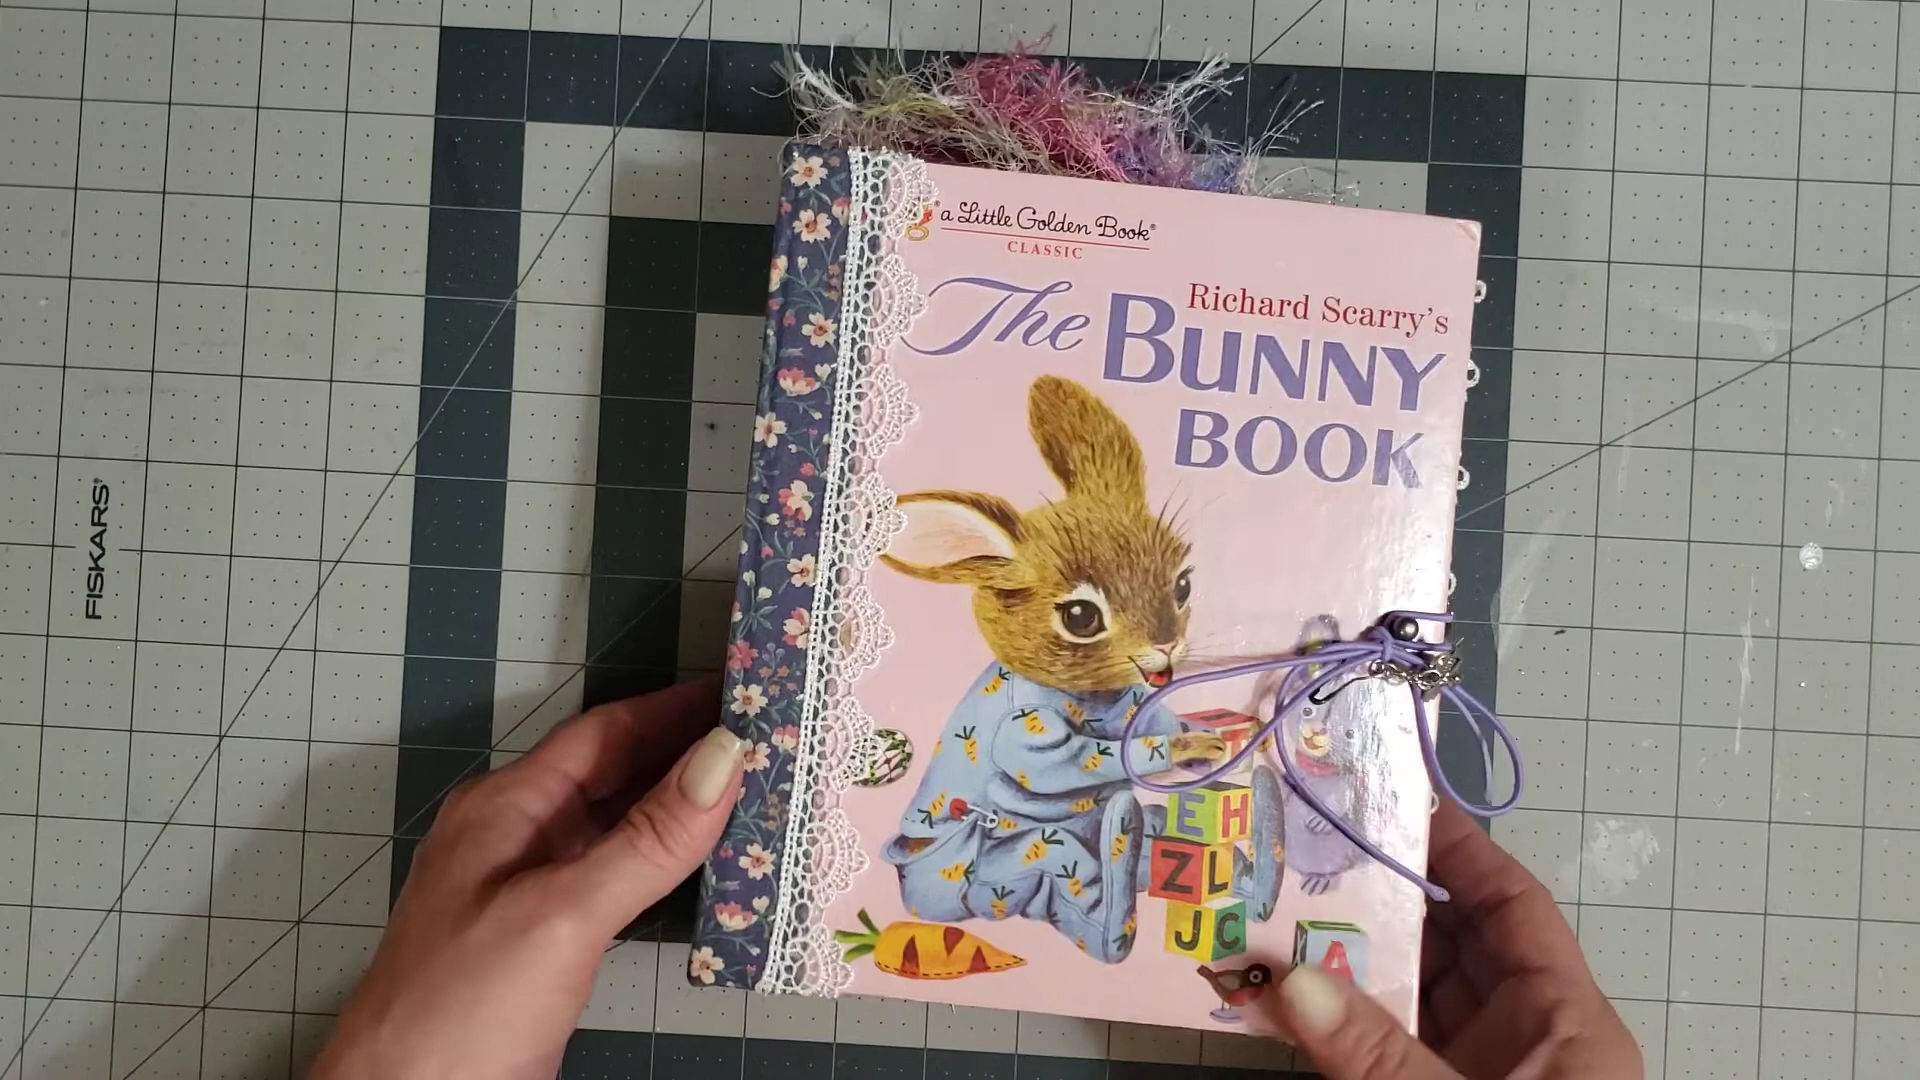 a Little Golden Book®
CLASSIC
Richard Scarry's
The BUNNY
BOOK
E H
Z L
J C
A
FISKARS®